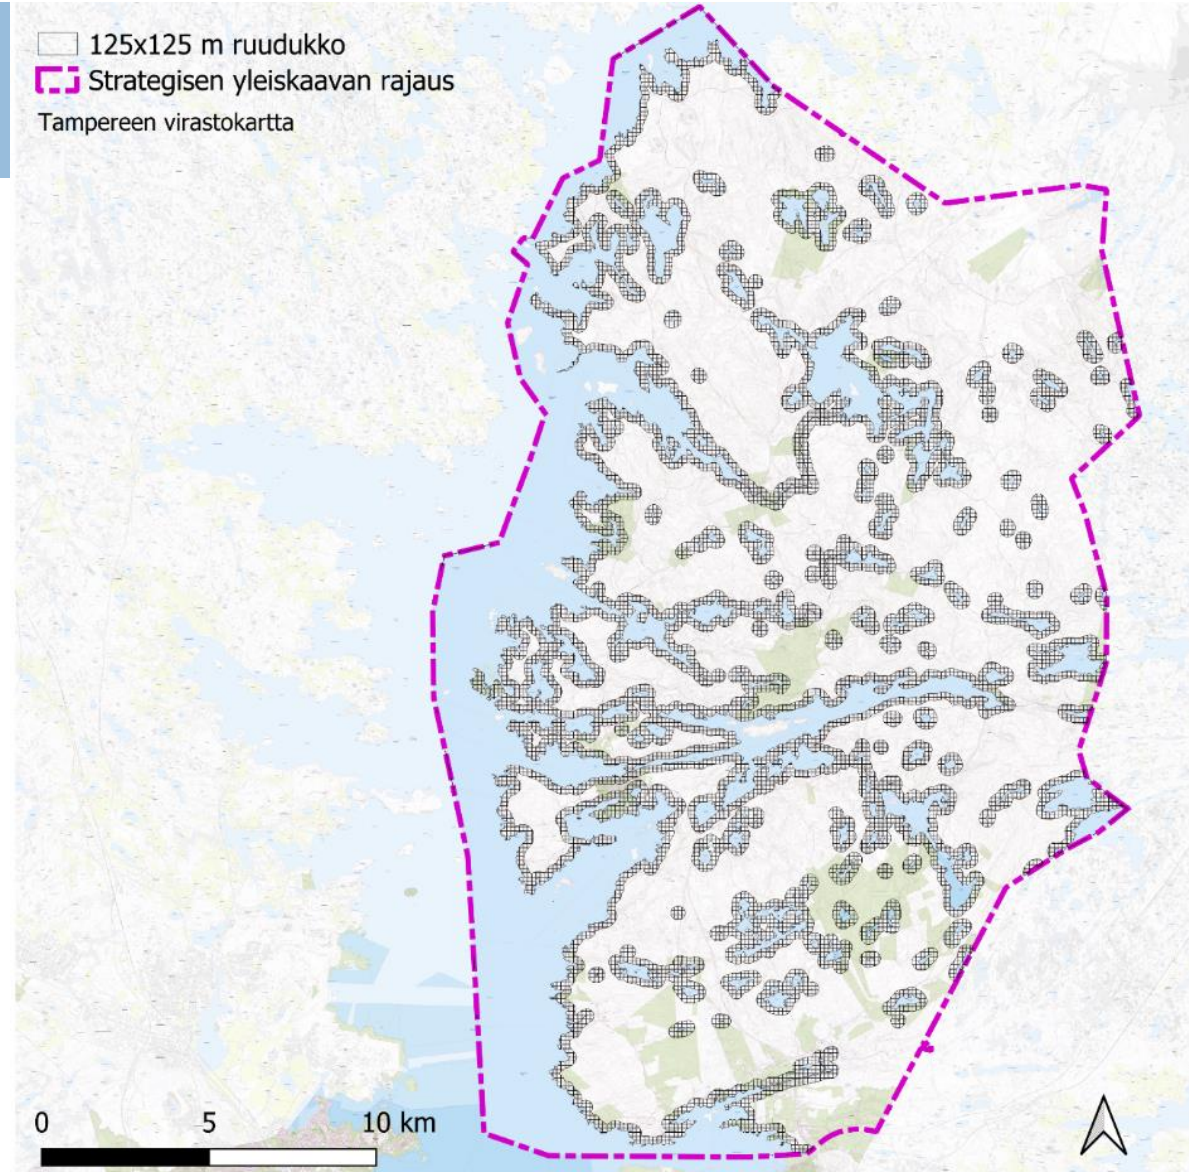 125x125 m ruudukko
Strategisen yleiskaavan rajaus
Tampereen virastokartta
0 5 10 km